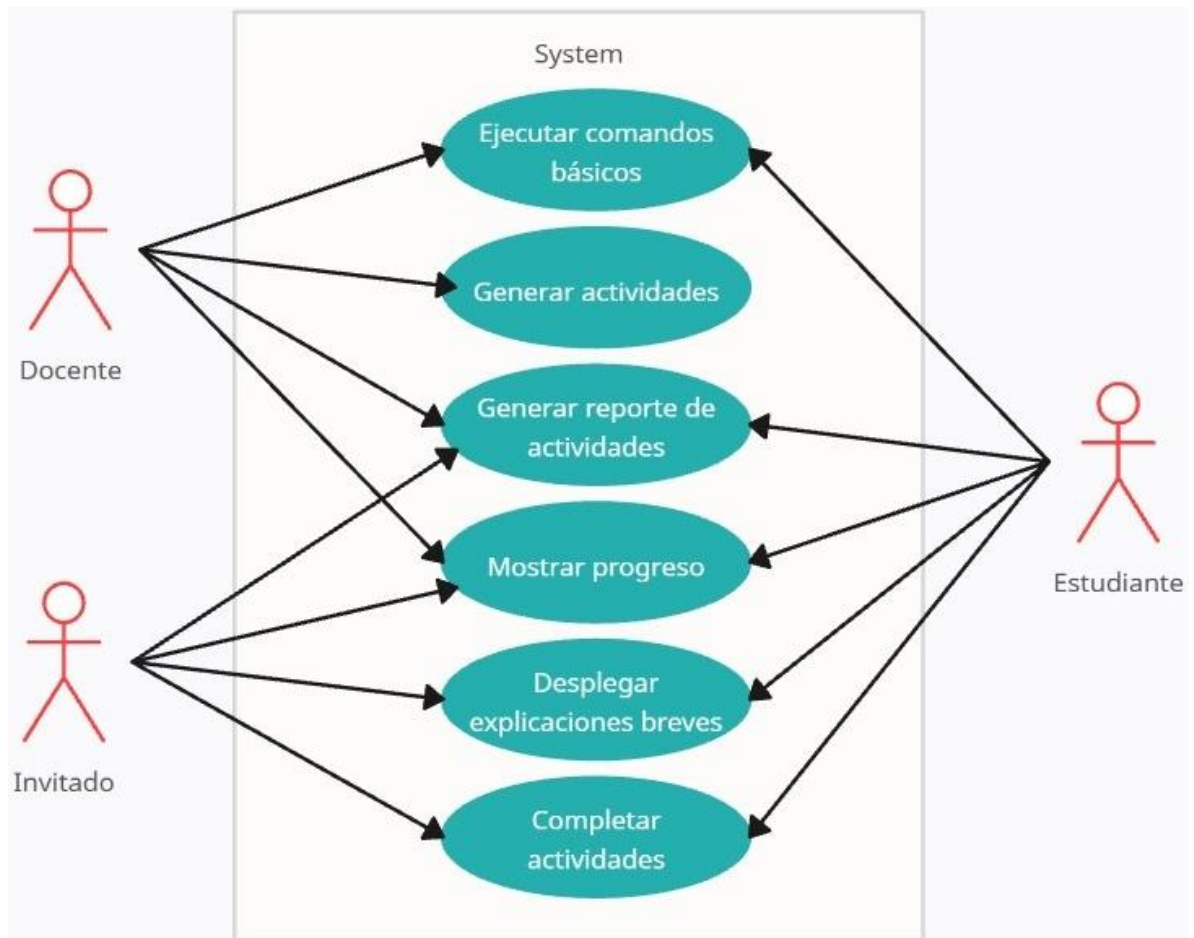 System
Ejecutar comandos
básicos
Generar actividades
Docente
Generar reporte de
actividades
Mostrar progreso
Estudiante
Desplegar
explicaciones breves
Invitado
Completar
actividades